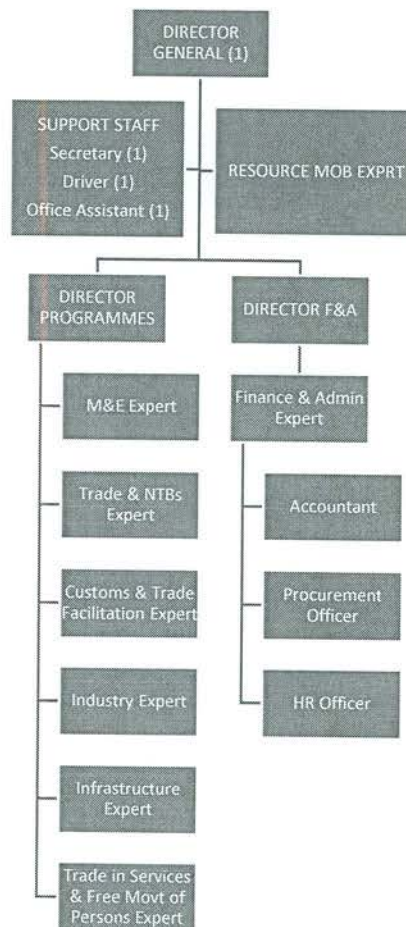 DIRECTOR
GENERAL (1)
SUPPORT STAFF
Secretary (1)
Driver (1)
Office Assistant (1)
RESOURCE MOB EXPRT
DIRECTOR
PROGRAMMES
DIRECTOR F&A
M&E Expert
Trade & NTBs
Expert
Customs & Trade
Facilitation Expert
Industry Expert
Infrastructure
Expert
Trade in Services
& Free Movt of
Persons Expert
Finance & Admin
Expert
Accountant
Procurement
Officer
HR Officer